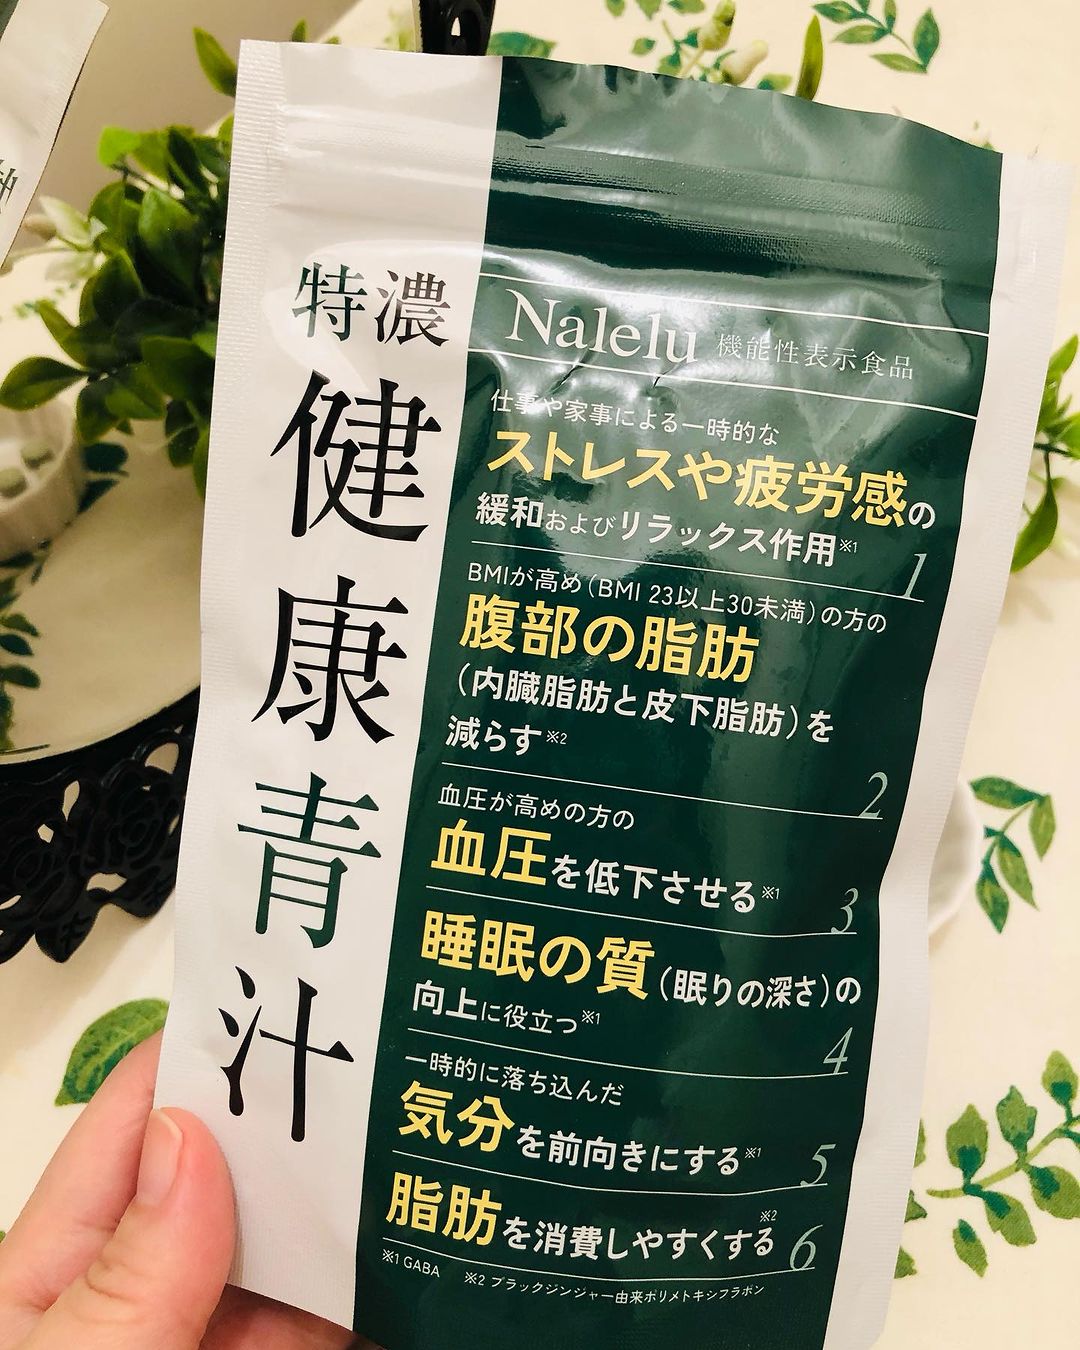 特濃
健康青汁
Nalelu 機能性表示食品
仕事や家事による一時的な
ストレスや疲労感の
緩和およびリラックス作用※1
1
BMIが高め(BMI 23以上30未満)の方の
腹部の脂肪
(内臓脂肪と皮下脂肪)を
減らす※2
2
血圧が高めの方の
血圧を低下させる※1
3
睡眠の質(眠りの深さ)の
向上に役立つ※1
4
一時的に落ち込んだ
気分を前向きにする※1
5
脂肪を消費しやすくする※2
6
※1 GABA ※2 ブラックジンジャー由来ポリメトキシフラボン